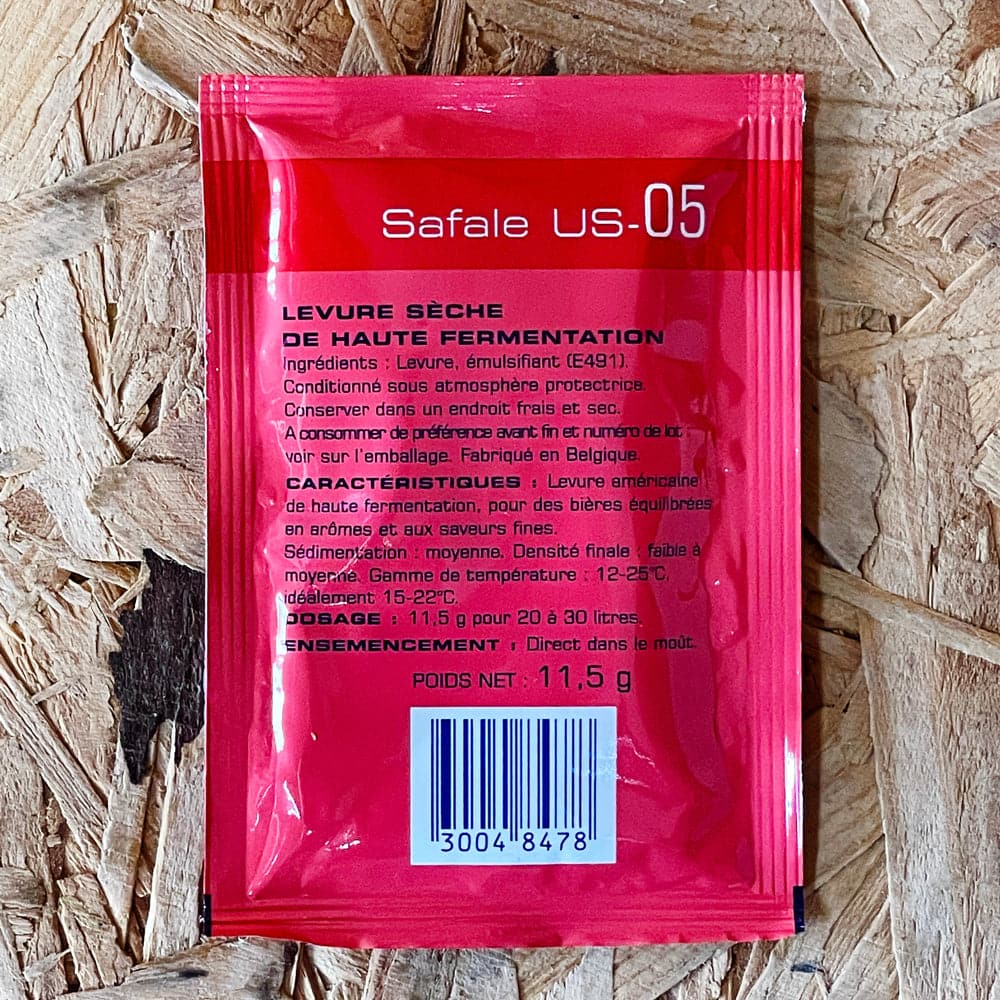 Safale US-05
LEVURE SÈCHE
DE HAUTE FERMENTATION
Ingrédients : Levure, émulsifiant (E491).
Conditionné sous atmosphère protectrice.
Conserver dans un endroit frais et sec.
A consommer de préférence avant fin et numéro de lot :
voir sur l'emballage. Fabriqué en Belgique.
CARACTÉRISTIQUES : Levure américaine
de haute fermentation, pour des bières équilibrées
en arômes et aux saveurs fines.
Sédimentation : moyenne. Densité finale : faible à
moyenne. Gamme de température : 12-25°C,
idéalement 15-22°C.
DOSAGE : 11,5 g pour 20 à 30 litres.
ENSEMENCEMENT : Direct dans le moût.
POIDS NET : 11,5 g
3004 8478